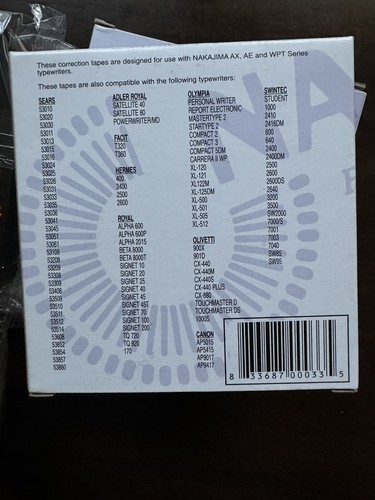 These correction tapes are designed for use with NAKAJIMA AX, AE and WPT Series
typewriters.
These tapes are also compatible with the following typewriters:
SEARS
53010
53020
53030
53011
53013
53015
53016
53024
53025
53026
53031
53033
53035
53036
53041
53045
53051
53061
53108
53208
53209
53308
53309
53408
53509
53510
53511
53512
53514
53608
53852
53854
53857
53860
ADLER ROYAL
SATELLITE 40
SATELLITE 80
POWERWRITER/MD
FACIT
T320
T360
HERMES
400
2400
2500
2600
ROYAL
ALPHA 600
ALPHA 600P
ALPHA 2015
BETA 8000
BETA 8000T
SIGNET 10
SIGNET 20
SIGNET 25
SIGNET 40
SIGNET 45
SIGNET 45T
SIGNET 70
SIGNET 100
SIGNET 200
TQ 720
TQ 920
170
OLYMPIA
PERSONAL WRITER
REPORT ELECTRONIC
MASTERTYPE 2
STARTYPE 2
COMPACT 2
COMPACT 3
COMPACT 5DM
CARRERA II WP
XL-120
XL-121
XL-122M
XL-125DM
XL-500
XL-501
XL-505
XL-512
OLIVETTI
900X
901D
CX-440
CX-440M
CX-440S
CX-440 PLUS
CX-880
TOUCHMASTER D
TOUCHMASTER DS
1000S
CANON
AP5015
AP5415
AP9017
AP9417
SWINTEC
STUDENT
1000
2410
2416DM
600
640
2400
2400DM
2500
2600
2600DS
2640
3200
3500
SW2000
7000/S
7001
7003
7040
SW85
SW95
NA
8 33687 00033 5